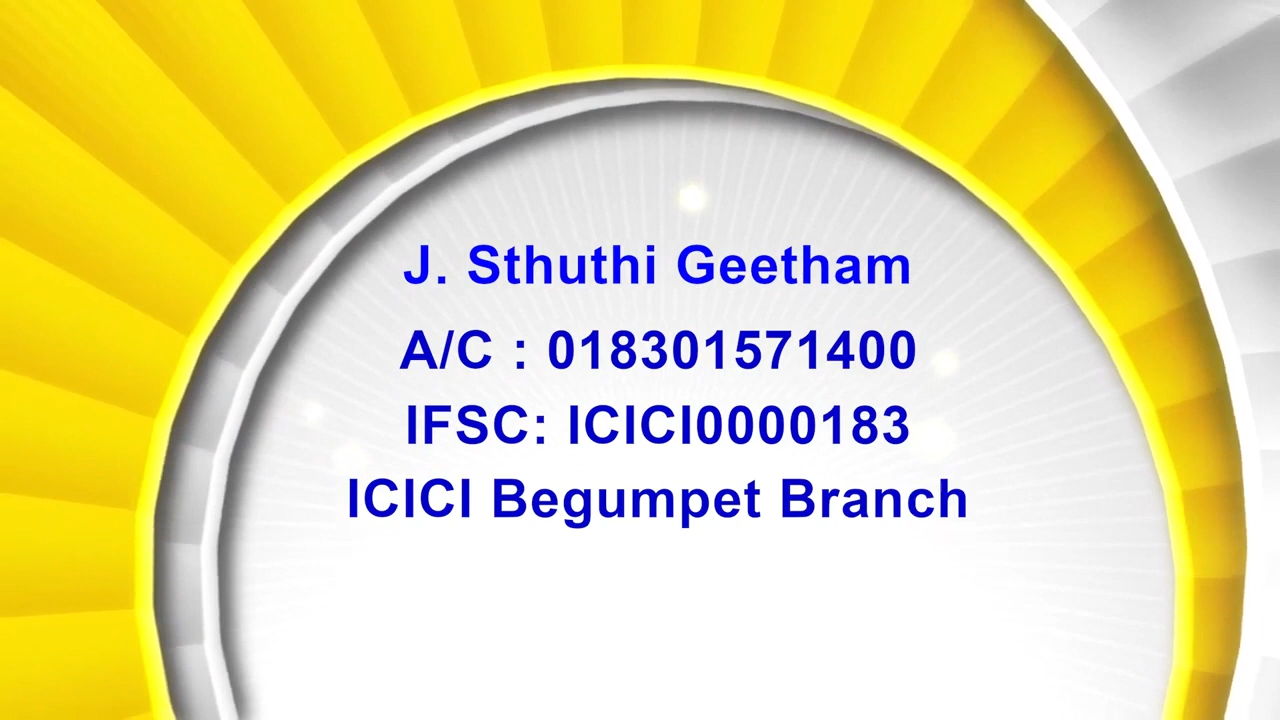 J. Sthuthi Geetham
A/C : 018301571400
IFSC: ICICI0000183
ICICI Begumpet Branch